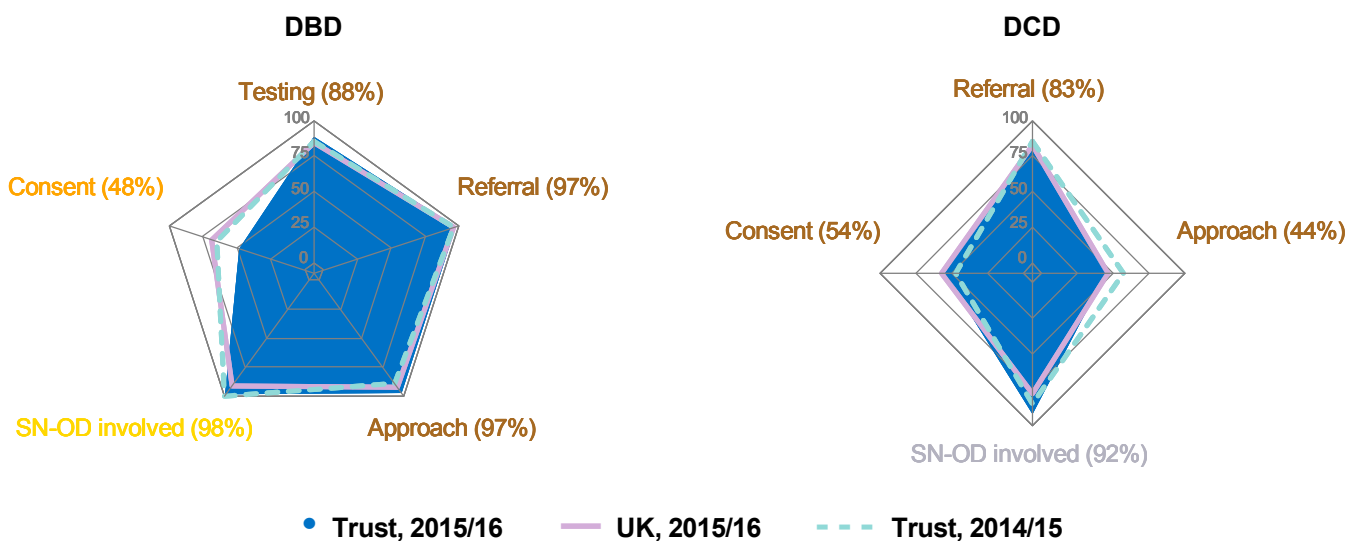 DBD
Testing (88%)
100
75
50
25
0
Consent (48%)
Referral (97%)
SN-OD involved (98%)
Approach (97%)
DCD
Referral (83%)
100
75
50
25
0
Consent (54%)
Approach (44%)
SN-OD involved (92%)
Trust, 2015/16
UK, 2015/16
Trust, 2014/15